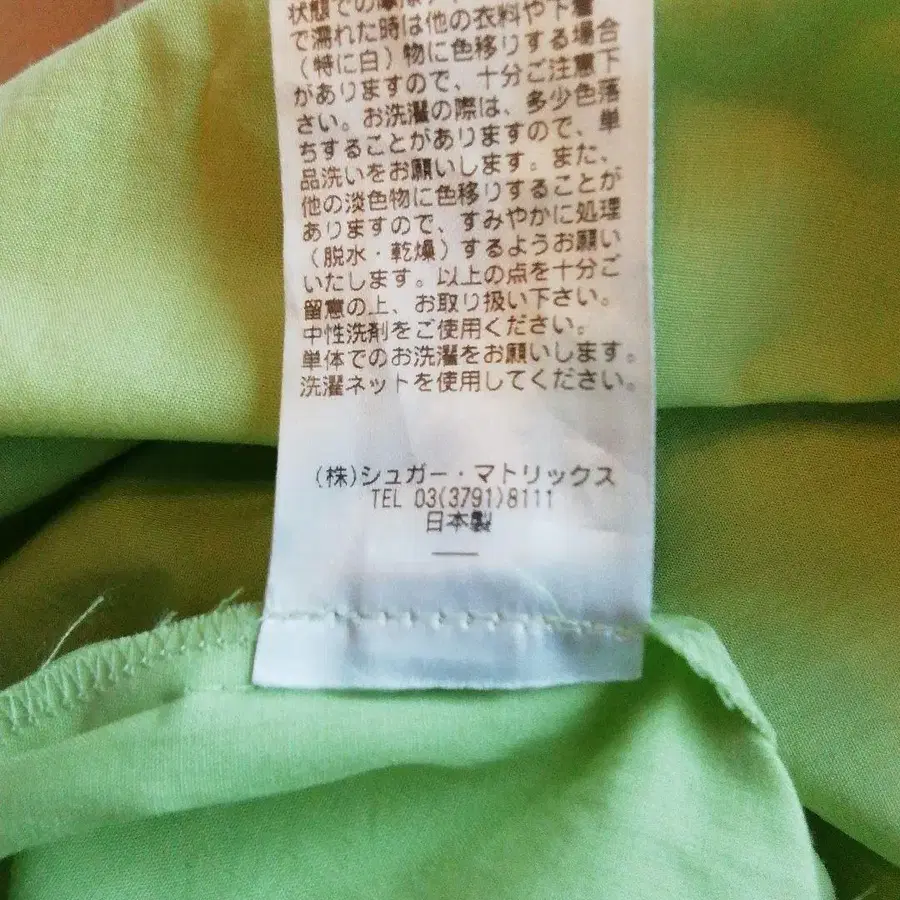 状態での摩
で濡れた時は他の衣料や下着
(特に白)物に色移りする場合
がありますので、十分ご注意下
さい。お洗濯の際は、多少色落
ちすることがありますので、単
品洗いをお願いします。また、
他の淡色物に色移りすることが
ありますので、すみやかに処理
(脱水・乾燥)するようお願い
いたします。以上の点を十分ご
留意の上、お取り扱い下さい。
中性洗剤をご使用ください。
単体でのお洗濯をお願いします。
洗濯ネットを使用してください。
(株)シュガー・マトリックス
TEL 03(3791)8111
日本製